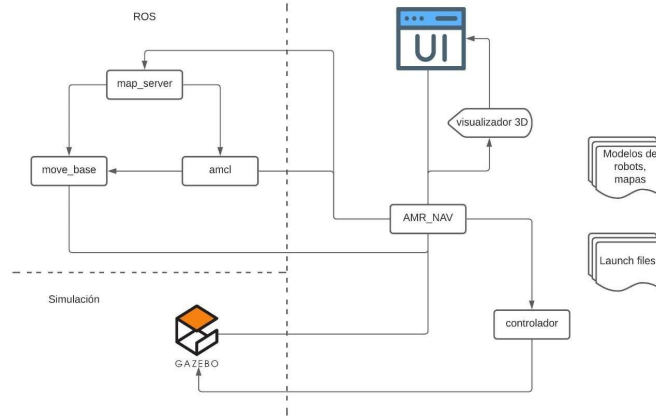 ROS
UI
map_server
visualizador 3D
Modelos de
robots,
mapas
move_base
amcl
AMR_NAV
Launch files
Simulación
controlador
GAZEBO